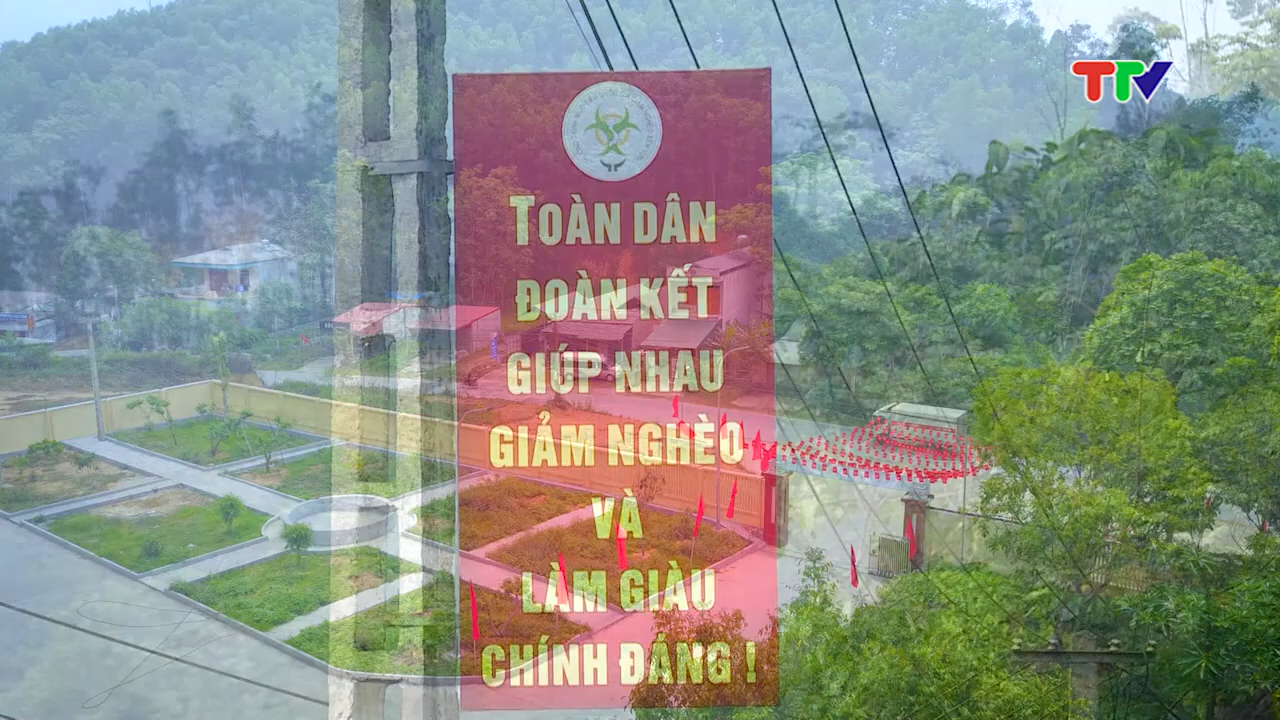 TTV
TOÀN DÂN
ĐOÀN KẾT
GIÚP NHAU
GIẢM NGHÈO
VÀ
LÀM GIÀU
CHÍNH ĐÁNG !